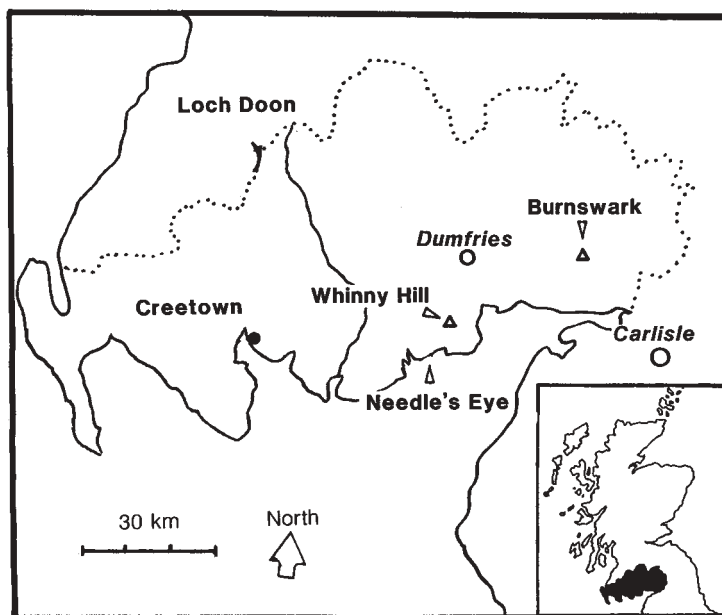 Loch Doon
Burnswark
Dumfries
Whinny Hill
Creetown
Carlisle
Needle's Eye
30 km
North